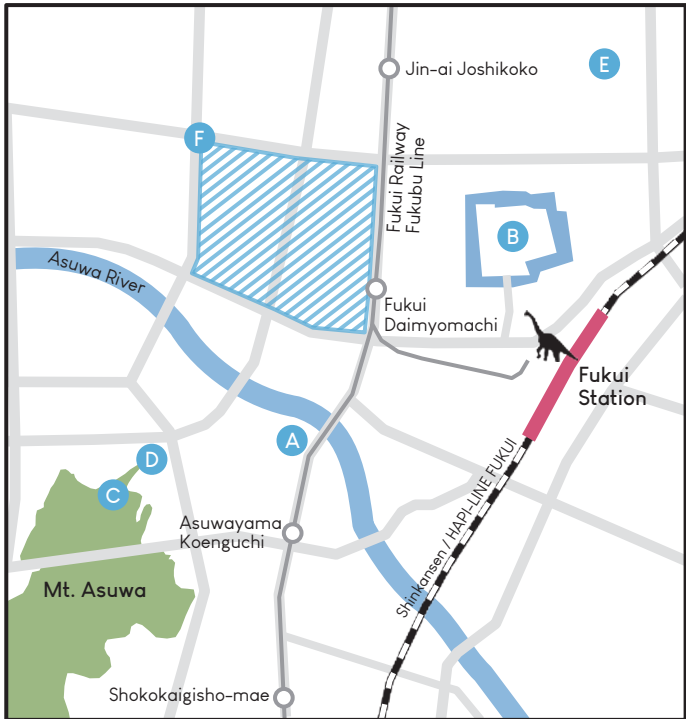 E
Jin-ai Joshikoko
F
Fukui Railway
Fukubu Line
B
Asuwa River
Fukui
Daimyomachi
Fukui
Station
A
D
C
Shinkansen / HAPI-LINE FUKUI
Asuwayama
Koenguchi
Mt. Asuwa
Shokokaigisho-mae